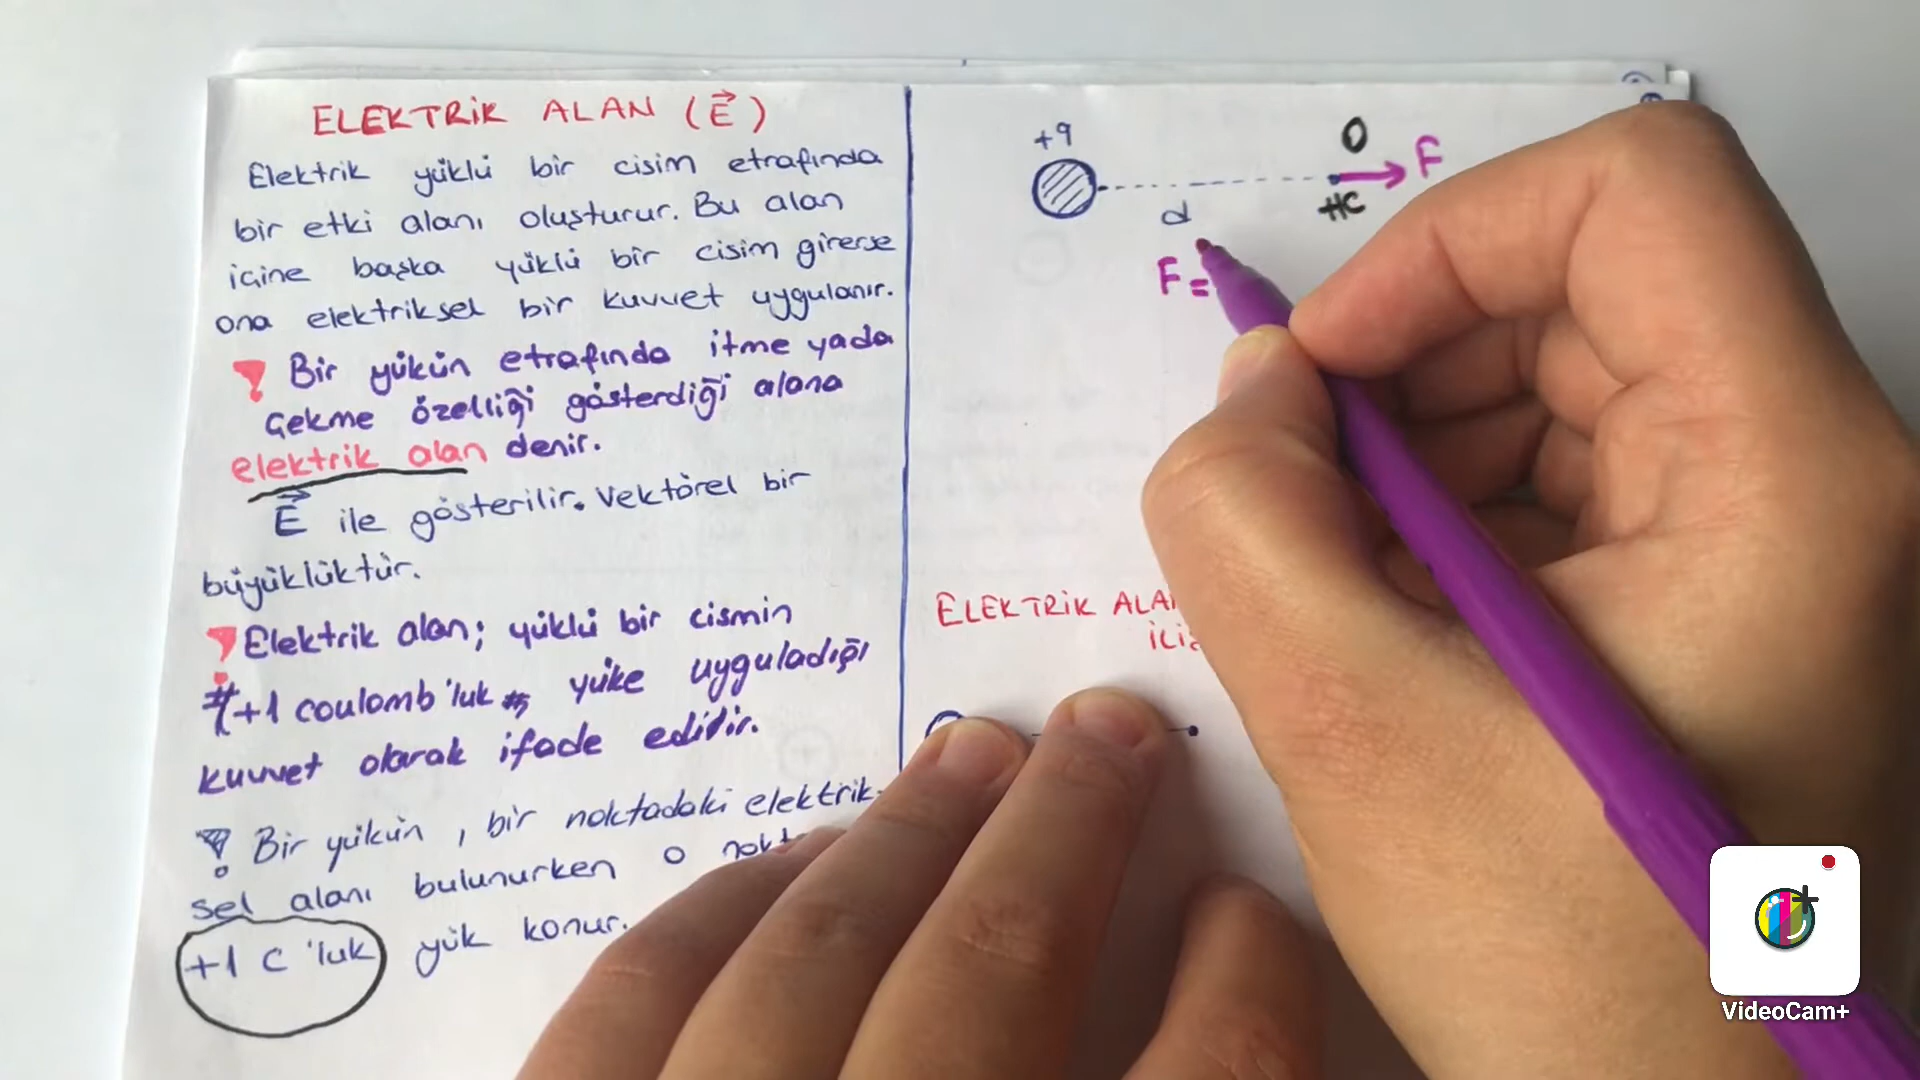 ELEKTRİK ALAN (E⃗)
Elektrik yüklü bir cisim etrafında
bir etki alanı oluşturur. Bu alan
içine başka yüklü bir cisim girerse
ona elektriksel bir kuvvet uygulanır.
! Bir yükün etrafında itme yada
çekme özelliği gösterdiği alana
elektrik alan denir.
E⃗ ile gösterilir. Vektörel bir
büyüklüktür.
! Elektrik alan; yüklü bir cismin
+1 coulomb'luk yüke uyguladığı
kuvvet olarak ifade edilir.
! Bir yükün, bir noktadaki elektrik-
sel alanı bulunurken o
+1 C'luk yük konur.
+q
O
F
+1C
d
F=
ELEKTRİK
VideoCam+